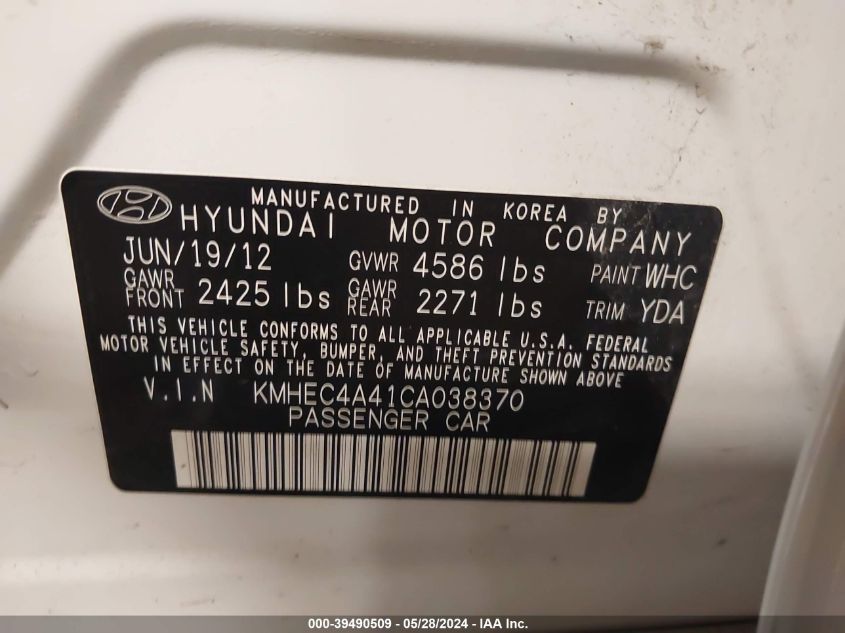 MANUFACTURED IN KOREA BY
HYUNDAI MOTOR COMPANY
JUN/19/12 GVWR 4586 lbs PAINT WHC
GAWR FRONT 2425 lbs GAWR REAR 2271 lbs TRIM YDA
THIS VEHICLE CONFORMS TO ALL APPLICABLE U.S.A. FEDERAL
MOTOR VEHICLE SAFETY, BUMPER, AND THEFT PREVENTION STANDARDS
IN EFFECT ON THE DATE OF MANUFACTURE SHOWN ABOVE
V.I.N KMHEC4A41CA038370
PASSENGER CAR
000-39490509 - 05/28/2024 - IAA Inc.